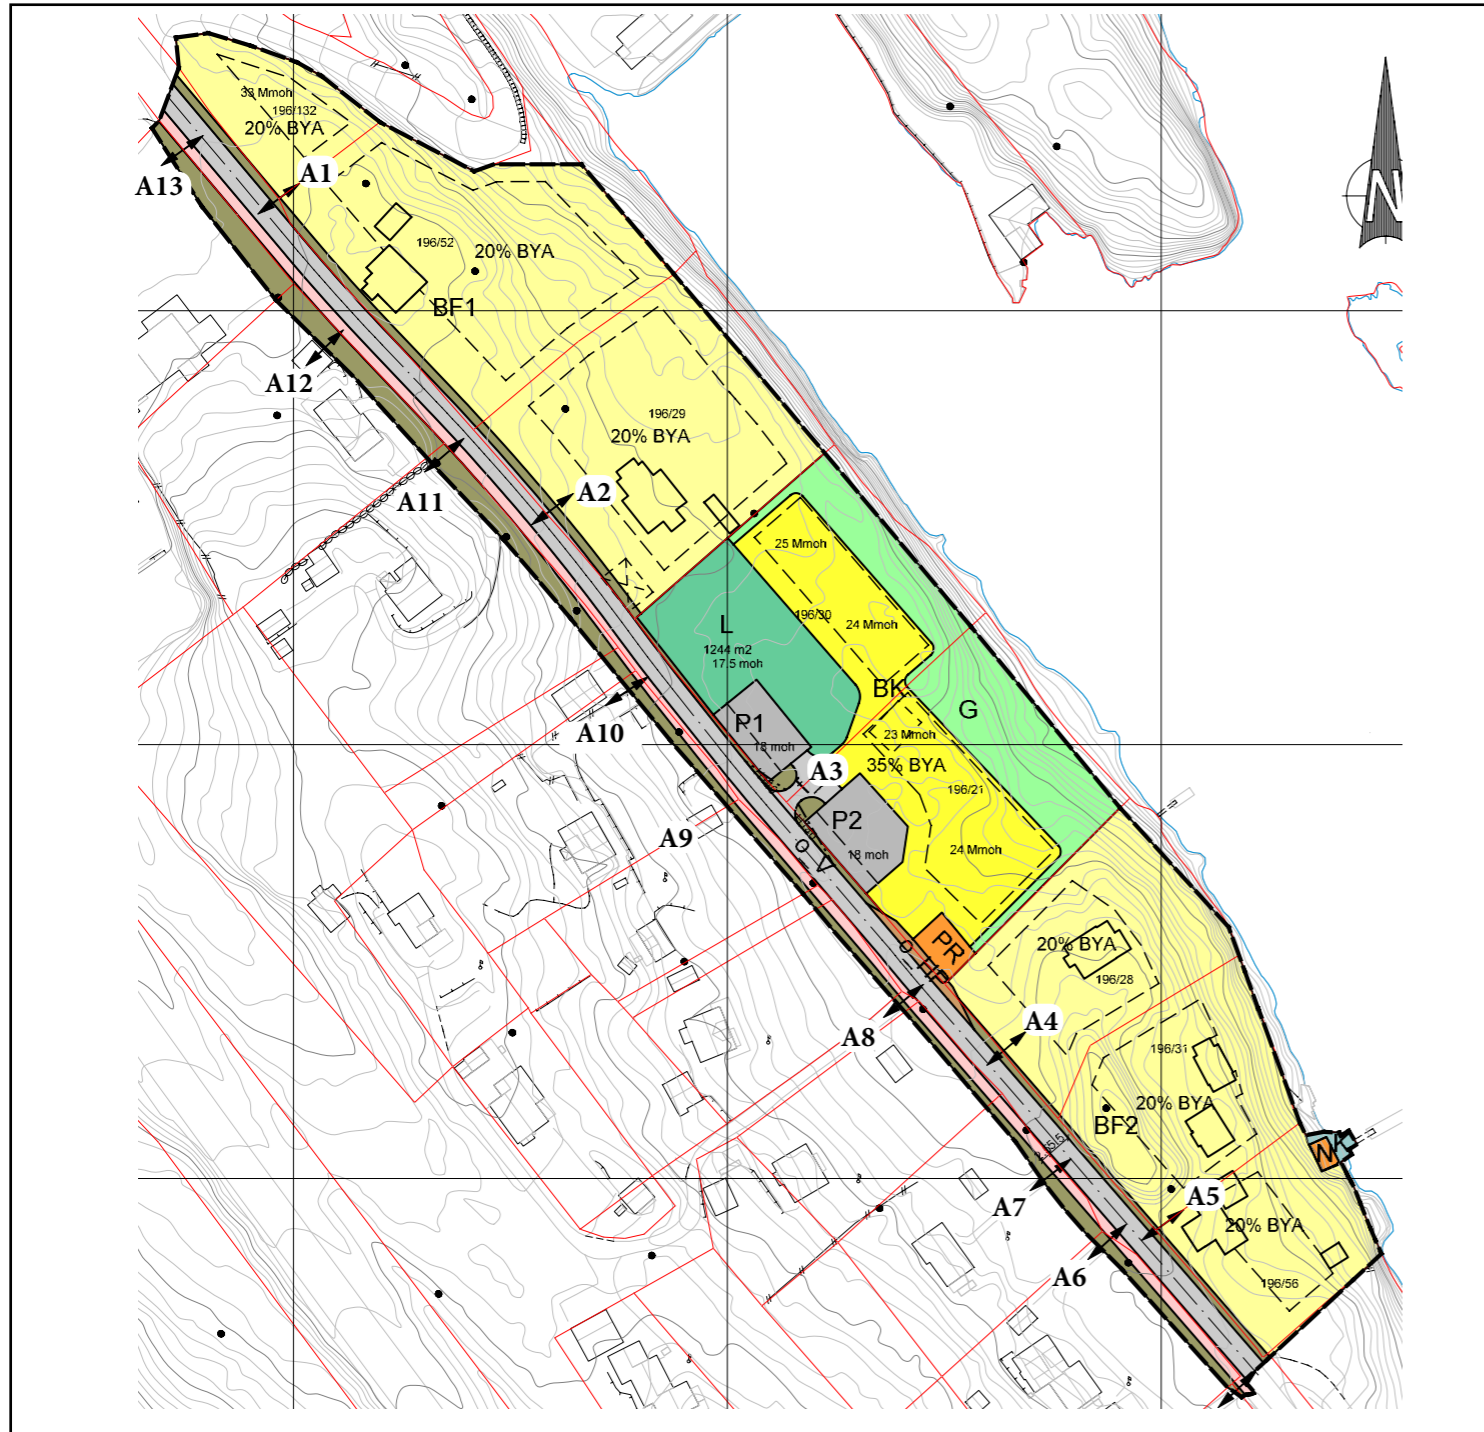 33 Mmoh
196/132
20% BYA
A13
A1
196/52
20% BYA
BF1
N
A12
196/29
20% BYA
A11
A2
25 Mmoh
196/30
24 Mmoh
L
1244 m2
17.5 moh
BK
G
A10
P1
18 moh
23 Mmoh
35% BYA
A3
196/21
P2
A9
18 moh
24 Mmoh
V
PR
20% BYA
196/28
HP
A8
A4
196/31
20% BYA
BF2
A7
A5
20% BYA
A6
196/56